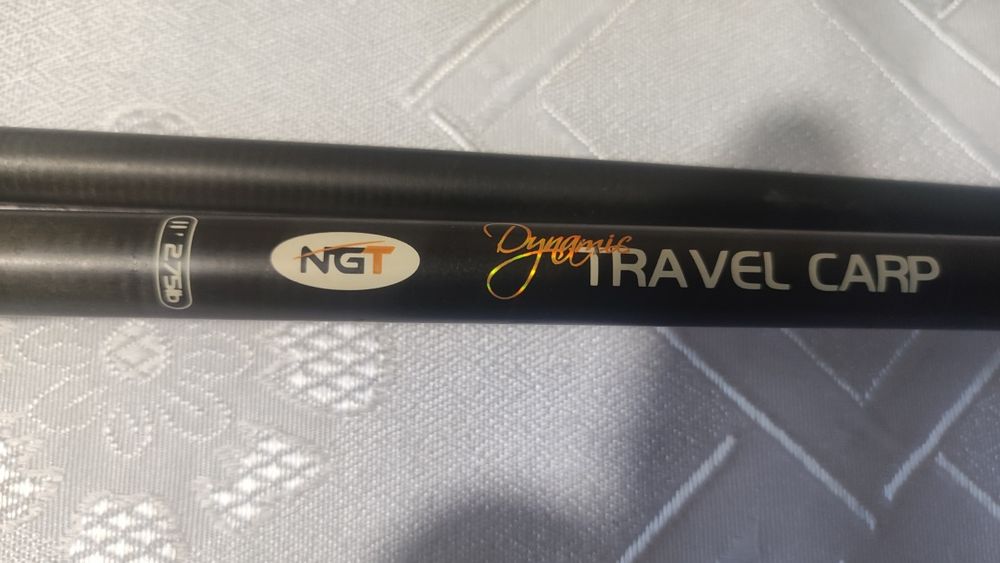 11' 2.75lb
NGT
Dynamic
TRAVEL CARP